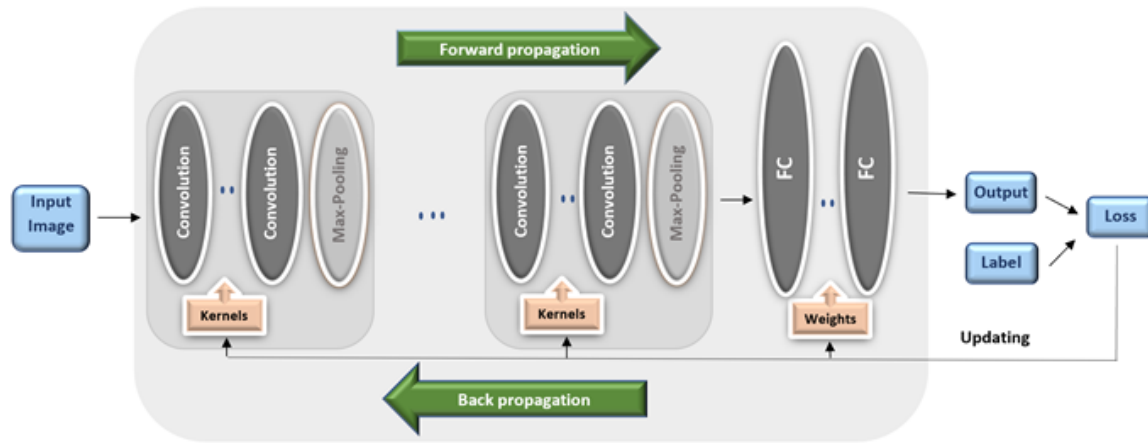 Forward propagation
Input
Image
Convolution
Convolution
Max-Pooling
Kernels
Convolution
Convolution
Max-Pooling
Kernels
FC
FC
Weights
Output
Label
Loss
Updating
Back propagation